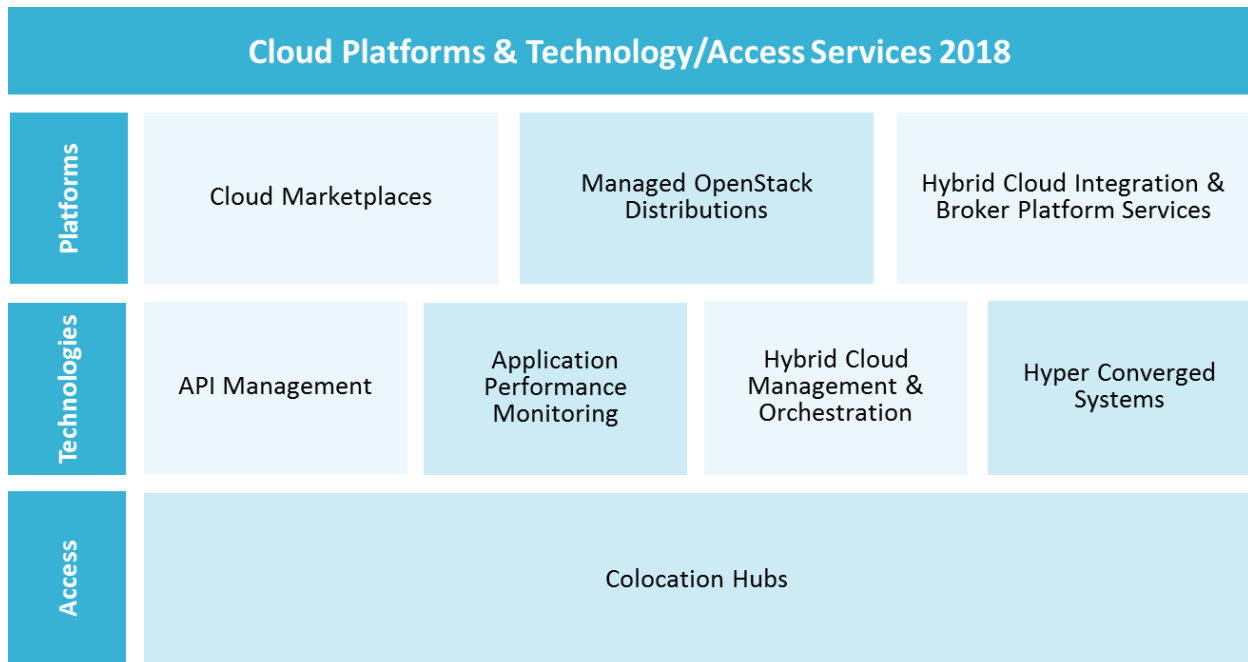 Cloud Platforms & Technology/Access Services 2018
Platforms
Cloud Marketplaces
Managed OpenStack
Distributions
Hybrid Cloud Integration &
Broker Platform Services
Technologies
API Management
Application
Performance
Monitoring
Hybrid Cloud
Management &
Orchestration
Hyper Converged
Systems
Access
Colocation Hubs